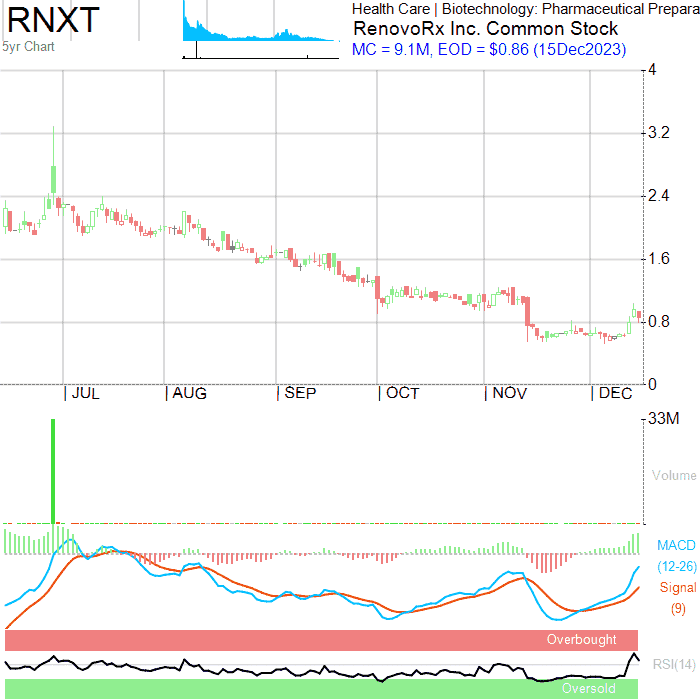 RNXT
5yr Chart
Health Care | Biotechnology: Pharmaceutical Prepara
RenovoRx Inc. Common Stock
MC = 9.1M, EOD = $0.86 (15Dec2023)
4
3.2
2.4
1.6
0.8
0
JUL AUG SEP OCT NOV DEC
33M
Volume
MACD
(12-26)
Signal
(9)
Overbought
RSI(14)
Oversold